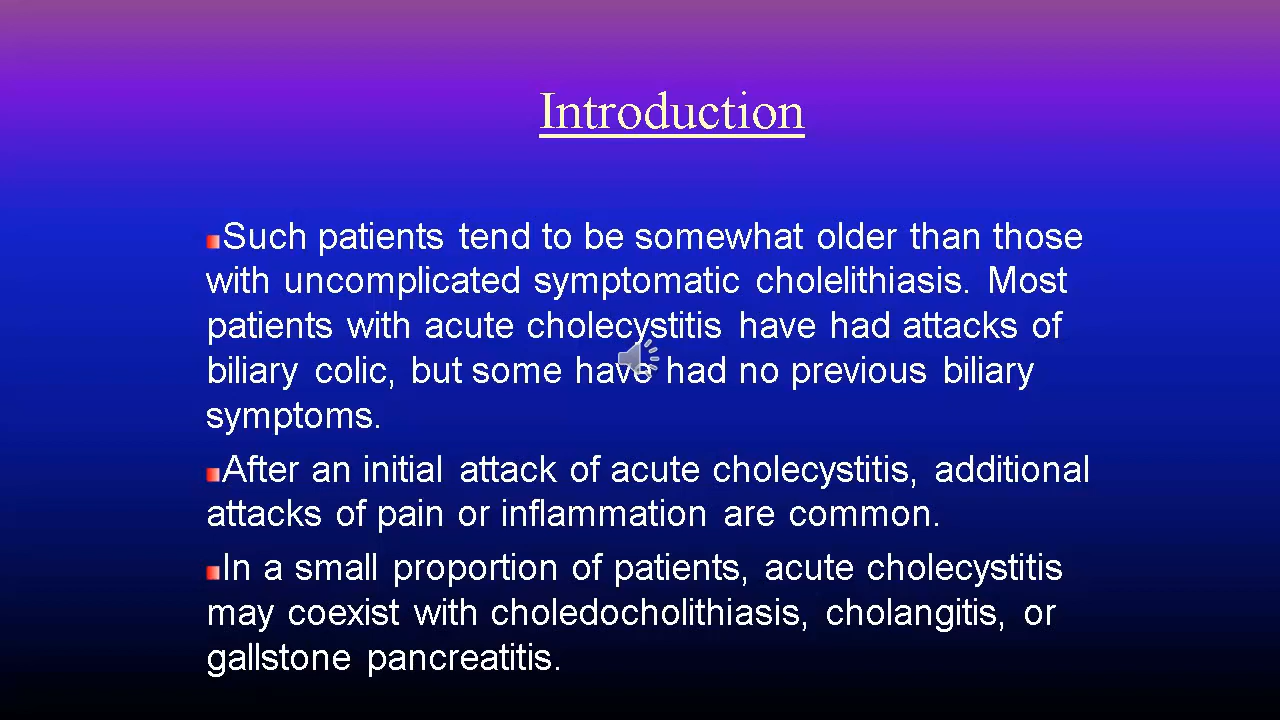 Introduction
Such patients tend to be somewhat older than those
with uncomplicated symptomatic cholelithiasis. Most
patients with acute cholecystitis have had attacks of
biliary colic, but some have had no previous biliary
symptoms.
After an initial attack of acute cholecystitis, additional
attacks of pain or inflammation are common.
In a small proportion of patients, acute cholecystitis
may coexist with choledocholithiasis, cholangitis, or
gallstone pancreatitis.